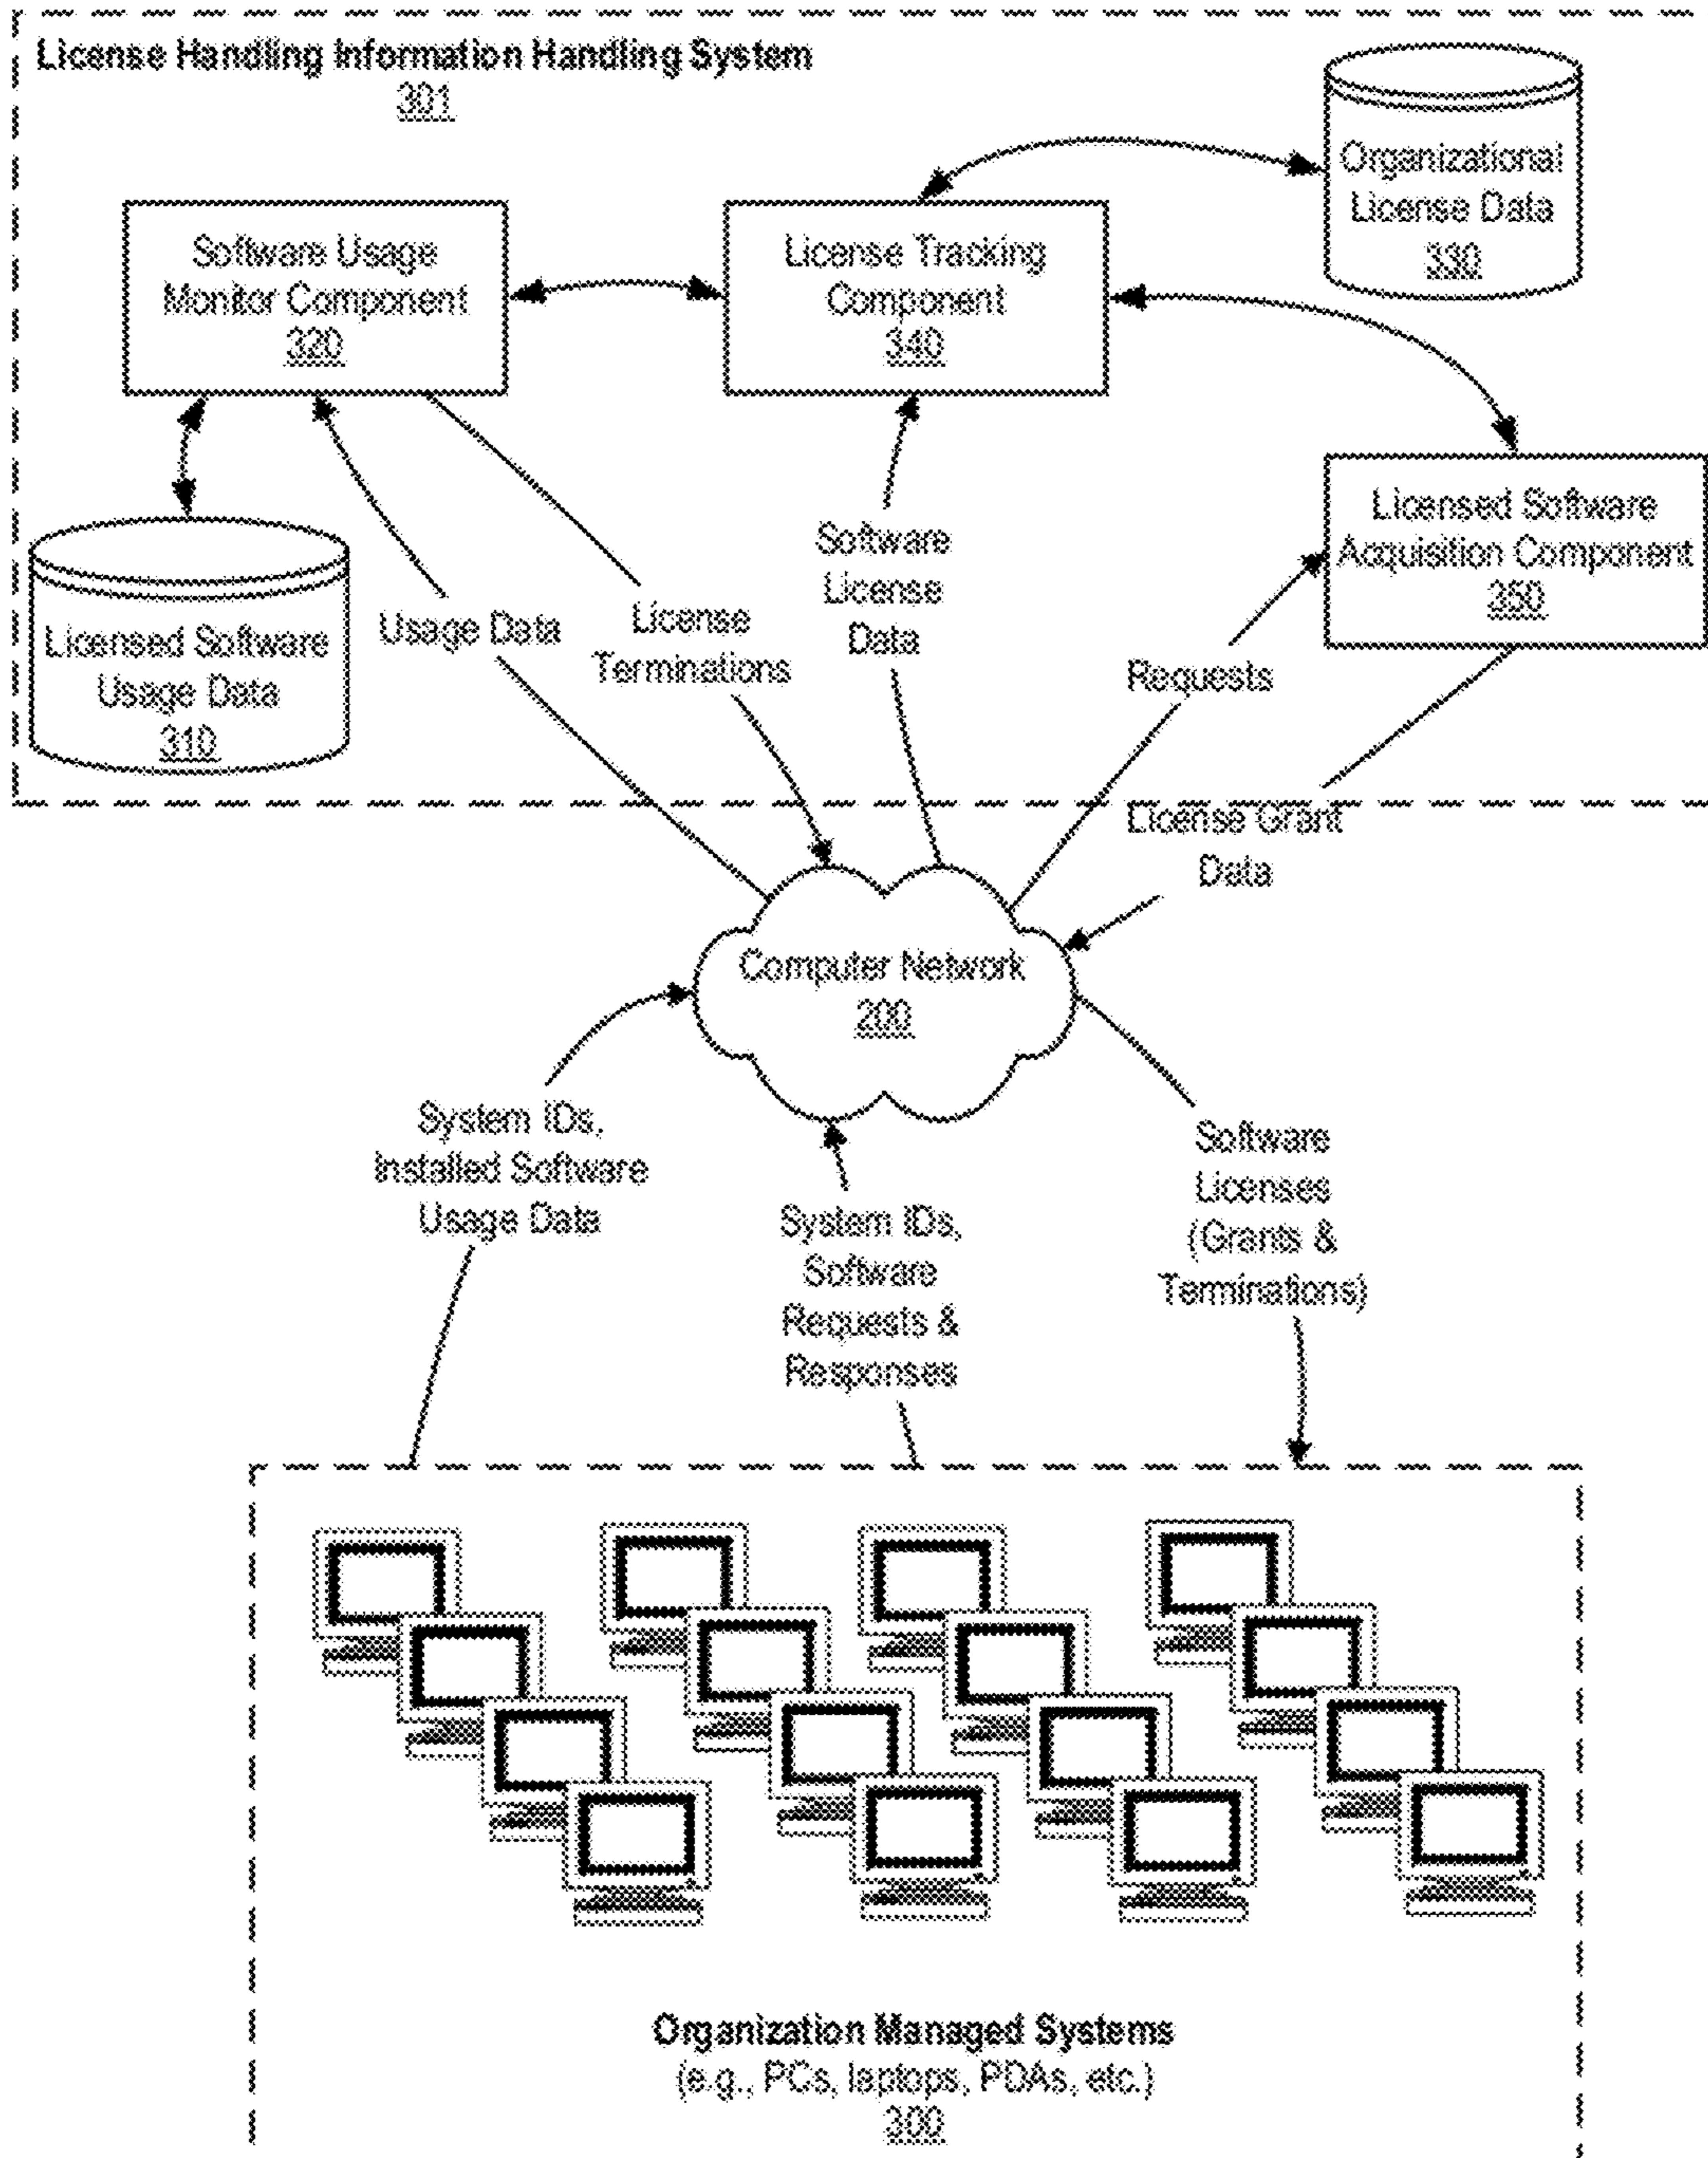 License Handling Information Handling System
301
Organizational
License Data
330
Software Usage
Monitor Component
320
License Tracking
Component
340
Licensed Software
Acquisition Component
350
Licensed Software
Usage Data
310
Usage Data
License
Terminations
Software
License
Data
Requests
License Grant
Data
Computer Network
200
System IDs,
Installed Software
Usage Data
System IDs,
Software
Requests &
Responses
Software
Licenses
(Grants &
Terminations)
Organization Managed Systems
(e.g., PCs, laptops, PDAs, etc.)
300